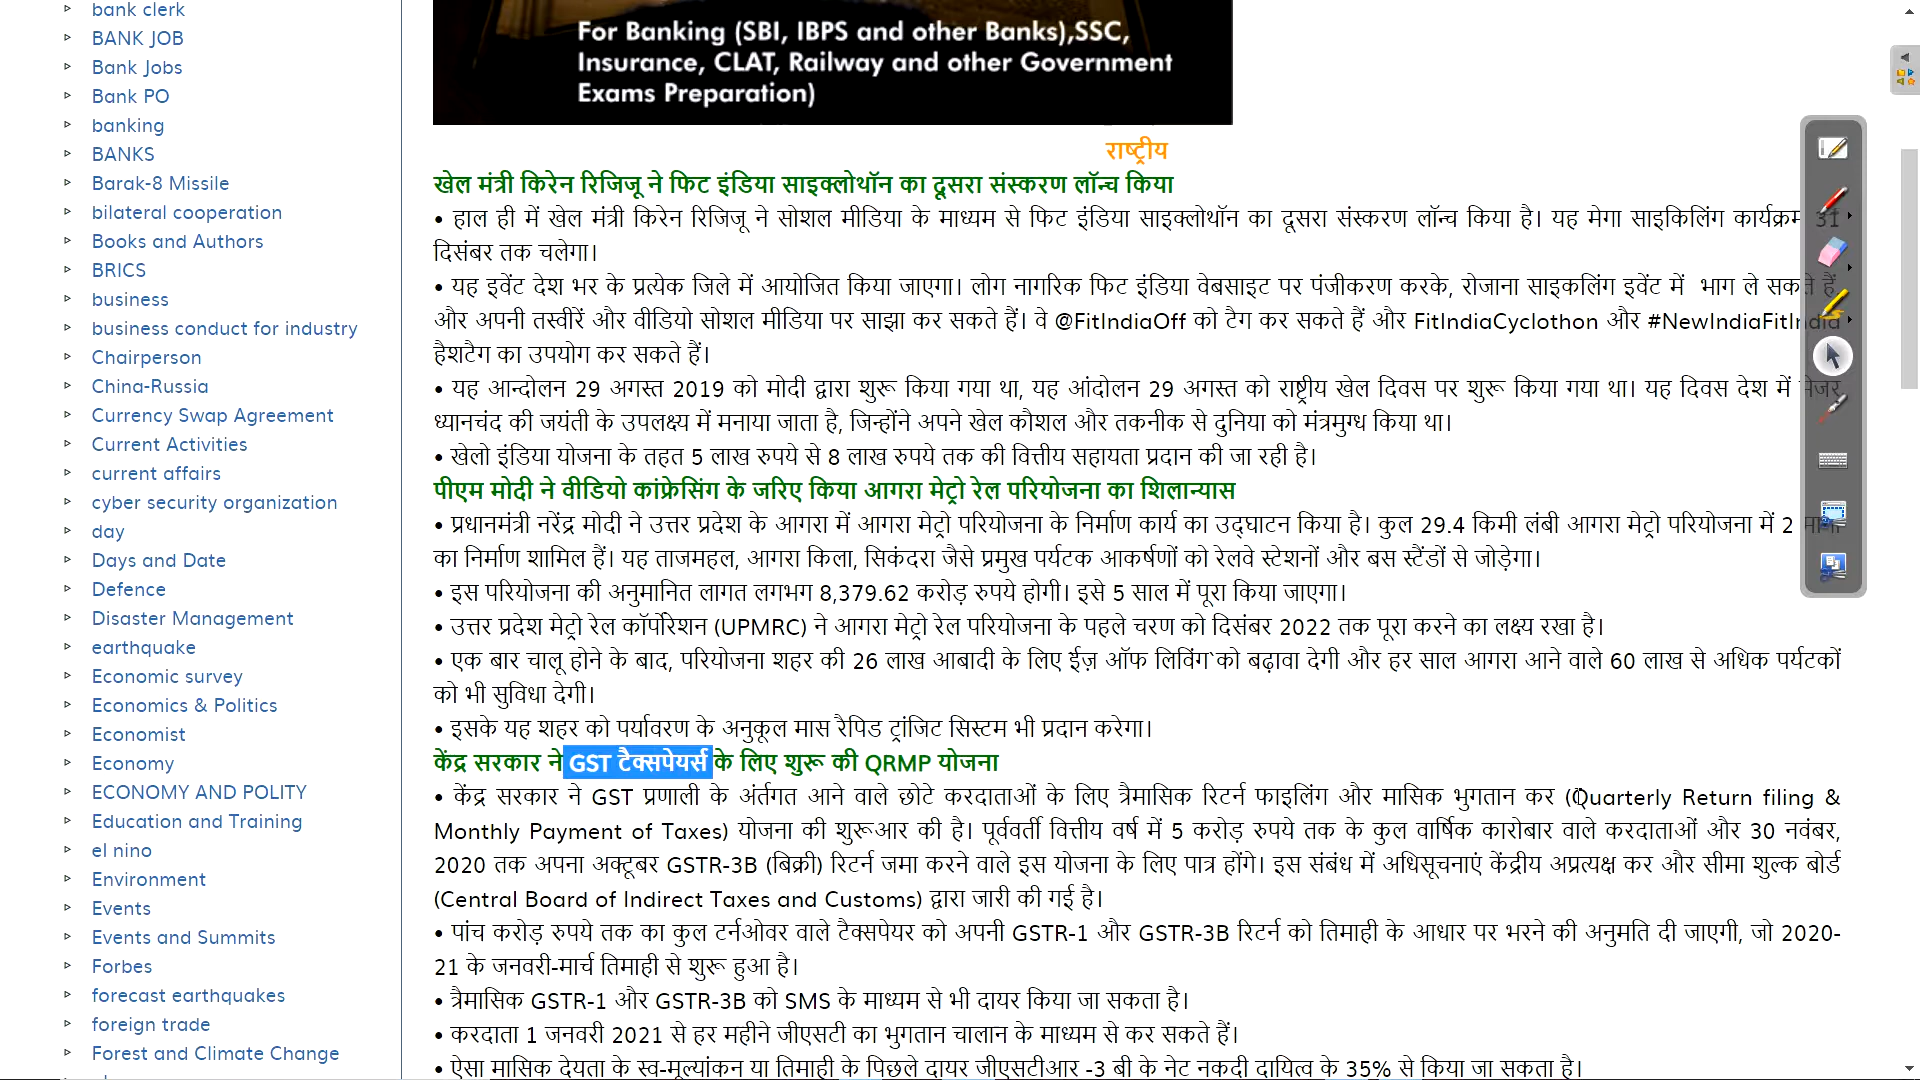 bank clerk
BANK JOB
Bank Jobs
Bank PO
banking
BANKS
Barak-8 Missile
bilateral cooperation
Books and Authors
BRICS
business
business conduct for industry
Chairperson
China-Russia
Currency Swap Agreement
Current Activities
current affairs
cyber security organization
day
Days and Date
Defence
Disaster Management
earthquake
Economic survey
Economics & Politics
Economist
Economy
ECONOMY AND POLITY
Education and Training
el nino
Environment
Events
Events and Summits
Forbes
forecast earthquakes
foreign trade
Forest and Climate Change
For Banking (SBI, IBPS and other Banks),SSC,
Insurance, CLAT, Railway and other Government
Exams Preparation)
राष्ट्रीय
खेल मंत्री किरेन रिजिजू ने फिट इंडिया साइक्लोथॉन का दूसरा संस्करण लॉन्च किया
• हाल ही में खेल मंत्री किरेन रिजिजू ने सोशल मीडिया के माध्यम से फिट इंडिया साइक्लोथॉन का दूसरा संस्करण लॉन्च किया है। यह मेगा साइकिलिंग कार्यक्रम 31
दिसंबर तक चलेगा।
• यह इवेंट देश भर के प्रत्येक जिले में आयोजित किया जाएगा। लोग नागरिक फिट इंडिया वेबसाइट पर पंजीकरण करके, रोजाना साइकलिंग इवेंट में भाग ले सकते हैं,
और अपनी तस्वीरें और वीडियो सोशल मीडिया पर साझा कर सकते हैं। वे @FitIndiaOff को टैग कर सकते हैं और FitIndiaCyclothon और #NewIndiaFitIndia
हैशटैग का उपयोग कर सकते हैं।
• यह आन्दोलन 29 अगस्त 2019 को मोदी द्वारा शुरू किया गया था, यह आंदोलन 29 अगस्त को राष्ट्रीय खेल दिवस पर शुरू किया गया था। यह दिवस देश में मेजर
ध्यानचंद की जयंती के उपलक्ष्य में मनाया जाता है, जिन्होंने अपने खेल कौशल और तकनीक से दुनिया को मंत्रमुग्ध किया था।
• खेलो इंडिया योजना के तहत 5 लाख रुपये से 8 लाख रुपये तक की वित्तीय सहायता प्रदान की जा रही है।
पीएम मोदी ने वीडियो कांफ्रेसिंग के जरिए किया आगरा मेट्रो रेल परियोजना का शिलान्यास
• प्रधानमंत्री नरेंद्र मोदी ने उत्तर प्रदेश के आगरा में आगरा मेट्रो परियोजना के निर्माण कार्य का उद्घाटन किया है। कुल 29.4 किमी लंबी आगरा मेट्रो परियोजना में 2
का निर्माण शामिल हैं। यह ताजमहल, आगरा किला, सिकंदरा जैसे प्रमुख पर्यटक आकर्षणों को रेलवे स्टेशनों और बस स्टैंडों से जोड़ेगा।
• इस परियोजना की अनुमानित लागत लगभग 8,379.62 करोड़ रुपये होगी। इसे 5 साल में पूरा किया जाएगा।
• उत्तर प्रदेश मेट्रो रेल कॉर्पोरेशन (UPMRC) ने आगरा मेट्रो रेल परियोजना के पहले चरण को दिसंबर 2022 तक पूरा करने का लक्ष्य रखा है।
• एक बार चालू होने के बाद, परियोजना शहर की 26 लाख आबादी के लिए ईज़ ऑफ लिविंग`को बढ़ावा देगी और हर साल आगरा आने वाले 60 लाख से अधिक पर्यटकों
को भी सुविधा देगी।
• इसके यह शहर को पर्यावरण के अनुकूल मास रैपिड ट्रांजिट सिस्टम भी प्रदान करेगा।
केंद्र सरकार ने GST टैक्सपेयर्स के लिए शुरू की QRMP योजना
• केंद्र सरकार ने GST प्रणाली के अंर्तगत आने वाले छोटे करदाताओं के लिए त्रैमासिक रिटर्न फाइलिंग और मासिक भुगतान कर (Quarterly Return filing &
Monthly Payment of Taxes) योजना की शुरूआर की है। पूर्ववर्ती वित्तीय वर्ष में 5 करोड़ रुपये तक के कुल वार्षिक कारोबार वाले करदाताओं और 30 नवंबर,
2020 तक अपना अक्टूबर GSTR-3B (बिक्री) रिटर्न जमा करने वाले इस योजना के लिए पात्र होंगे। इस संबंध में अधिसूचनाएं केंद्रीय अप्रत्यक्ष कर और सीमा शुल्क बोर्ड
(Central Board of Indirect Taxes and Customs) द्वारा जारी की गई है।
• पांच करोड़ रुपये तक का कुल टर्नओवर वाले टैक्सपेयर को अपनी GSTR-1 और GSTR-3B रिटर्न को तिमाही के आधार पर भरने की अनुमति दी जाएगी, जो 2020-
21 के जनवरी-मार्च तिमाही से शुरू हुआ है।
• त्रैमासिक GSTR-1 और GSTR-3B को SMS के माध्यम से भी दायर किया जा सकता है।
• करदाता 1 जनवरी 2021 से हर महीने जीएसटी का भुगतान चालान के माध्यम से कर सकते हैं।
• ऐसा मासिक देयता के स्व-मूल्यांकन या तिमाही के पिछले दायर जीएसटीआर -3 बी के नेट नकदी दायित्व के 35% से किया जा सकता है।